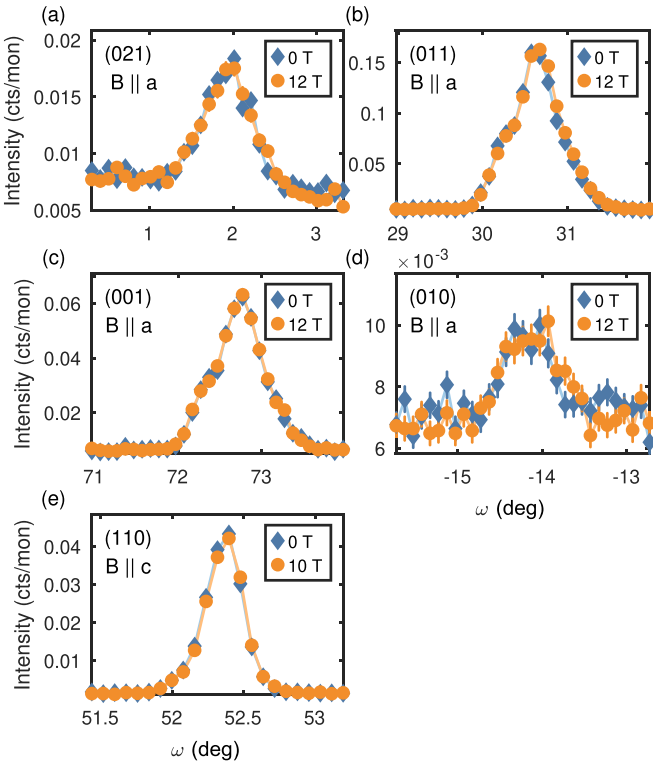 (a)
(021)
B || a
0 T
12 T
0.02
0.015
0.01
0.005
1
2
3
Intensity (cts/mon)
(b)
(011)
B || a
0 T
12 T
0.15
0.1
0.05
29
30
31
(c)
(001)
B || a
0 T
12 T
0.06
0.04
0.02
71
72
73
Intensity (cts/mon)
(d)
×10⁻³
(010)
B || a
0 T
12 T
10
8
6
-15
-14
-13
ω (deg)
(e)
(110)
B || c
0 T
10 T
0.04
0.03
0.02
0.01
51.5
52
52.5
53
Intensity (cts/mon)
ω (deg)